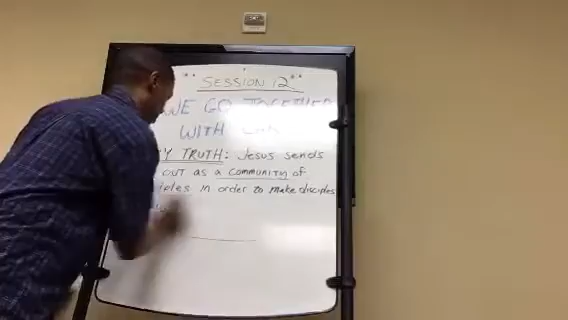 " SESSION 12 "
WE GO TOGETHER
WITH
TRUTH: Jesus sends
OUT as a community of
in order to make disciples